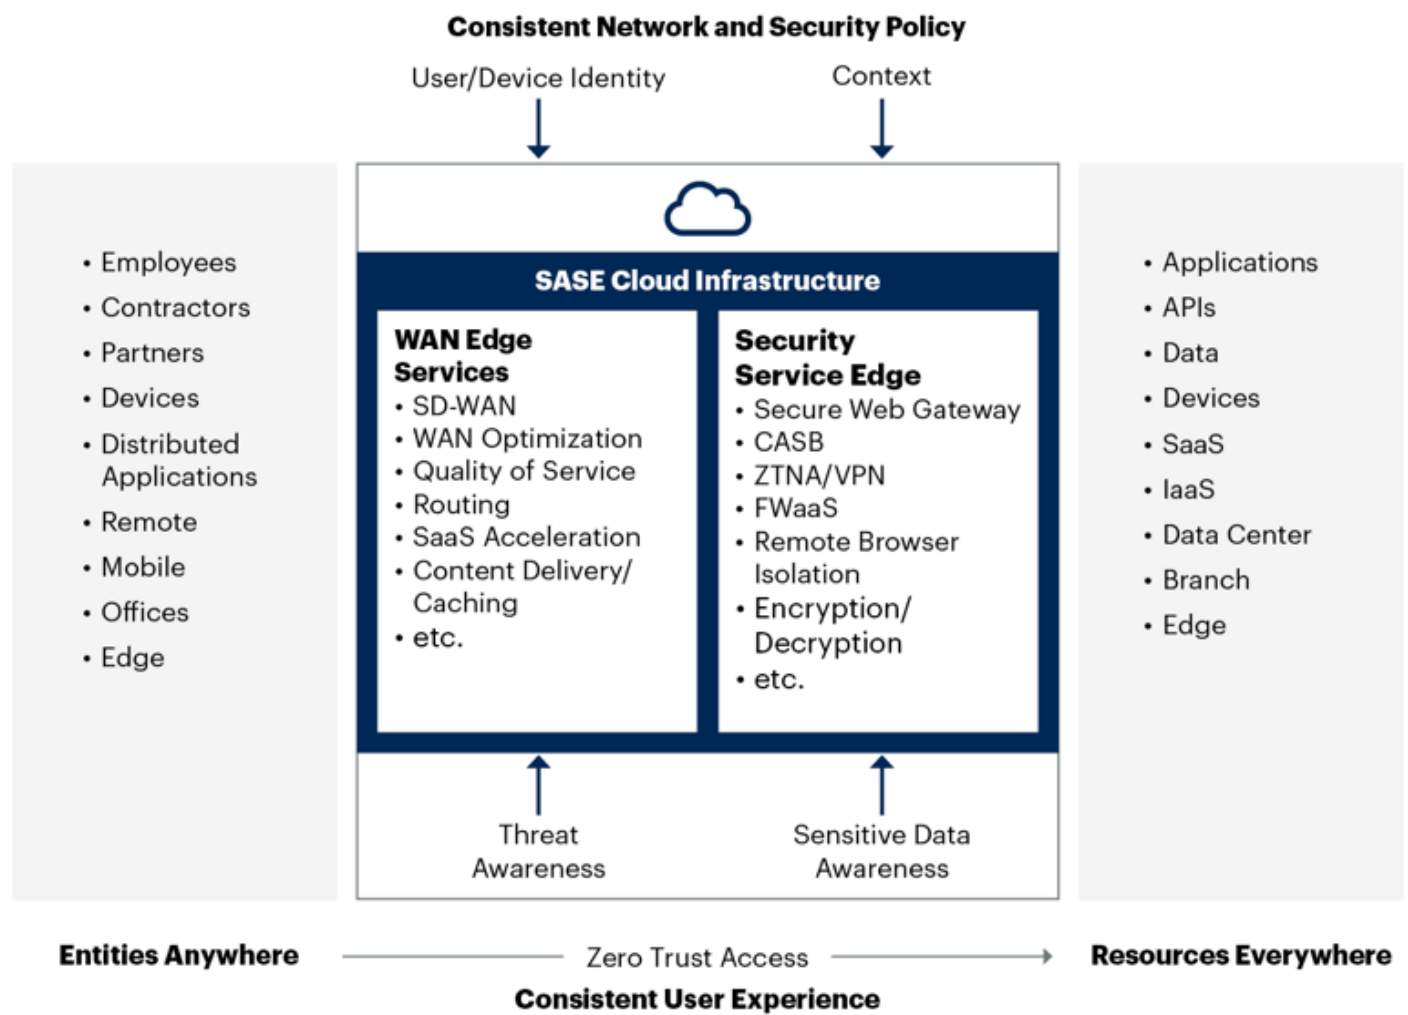 Consistent Network and Security Policy
User/Device Identity
Context
• Employees
• Contractors
• Partners
• Devices
• Distributed
Applications
• Remote
• Mobile
• Offices
• Edge
SASE Cloud Infrastructure
WAN Edge
Services
• SD-WAN
• WAN Optimization
• Quality of Service
• Routing
• SaaS Acceleration
• Content Delivery/
Caching
• etc.
Security
Service Edge
• Secure Web Gateway
• CASB
• ZTNA/VPN
• FWaaS
• Remote Browser
Isolation
• Encryption/
Decryption
• etc.
Threat
Awareness
Sensitive Data
Awareness
• Applications
• APIs
• Data
• Devices
• SaaS
• IaaS
• Data Center
• Branch
• Edge
Entities Anywhere
Zero Trust Access
Resources Everywhere
Consistent User Experience